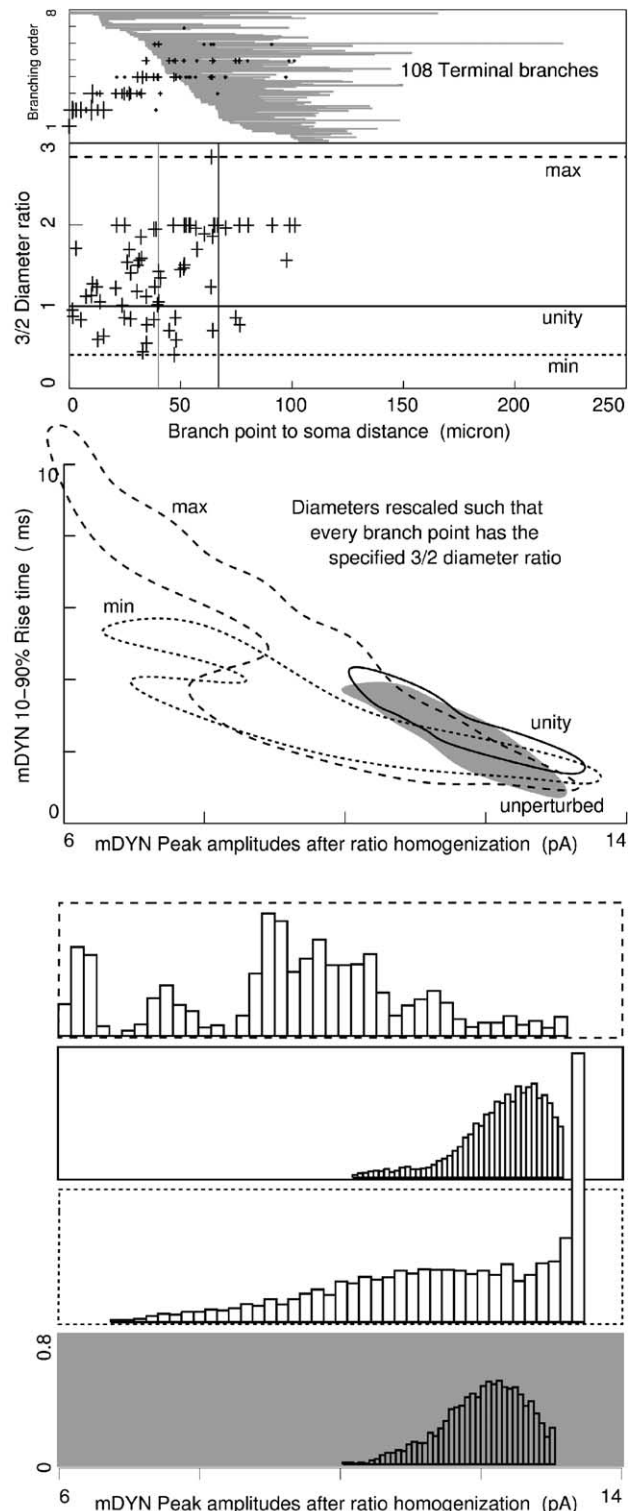 8
Branching order
1
108 Terminal branches
3
max
2
3/2 Diameter ratio
1
unity
min
0
0 50 100 150 200 250
Branch point to soma distance (micron)
10
max
Diameters rescaled such that
every branch point has the
specified 3/2 diameter ratio
min
mDYN 10–90% Rise time ( ms)
unity
unperturbed
0
6 14
mDYN Peak amplitudes after ratio homogenization (pA)
0.8
0
6 14
mDYN Peak amplitudes after ratio homogenization (pA)